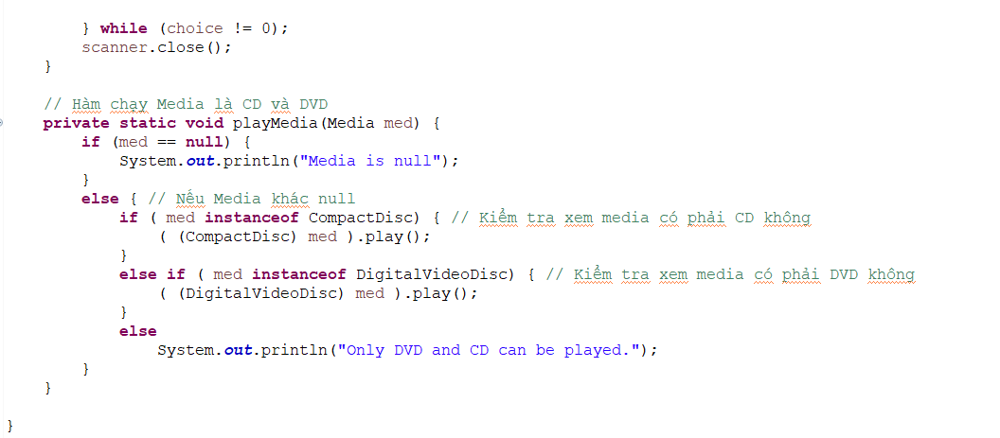 } while (choice != 0);
        scanner.close();
    }
    // Hàm chạy Media là CD và DVD
    private static void playMedia(Media med) {
        if (med == null) {
            System.out.println("Media is null");
        }
        else { // Nếu Media khác null
            if ( med instanceof CompactDisc) { // Kiểm tra xem media có phải CD không
                ( (CompactDisc) med ).play();
            }
            else if ( med instanceof DigitalVideoDisc) { // Kiểm tra xem media có phải DVD không
                ( (DigitalVideoDisc) med ).play();
            }
            else
                System.out.println("Only DVD and CD can be played.");
        }
    }
}